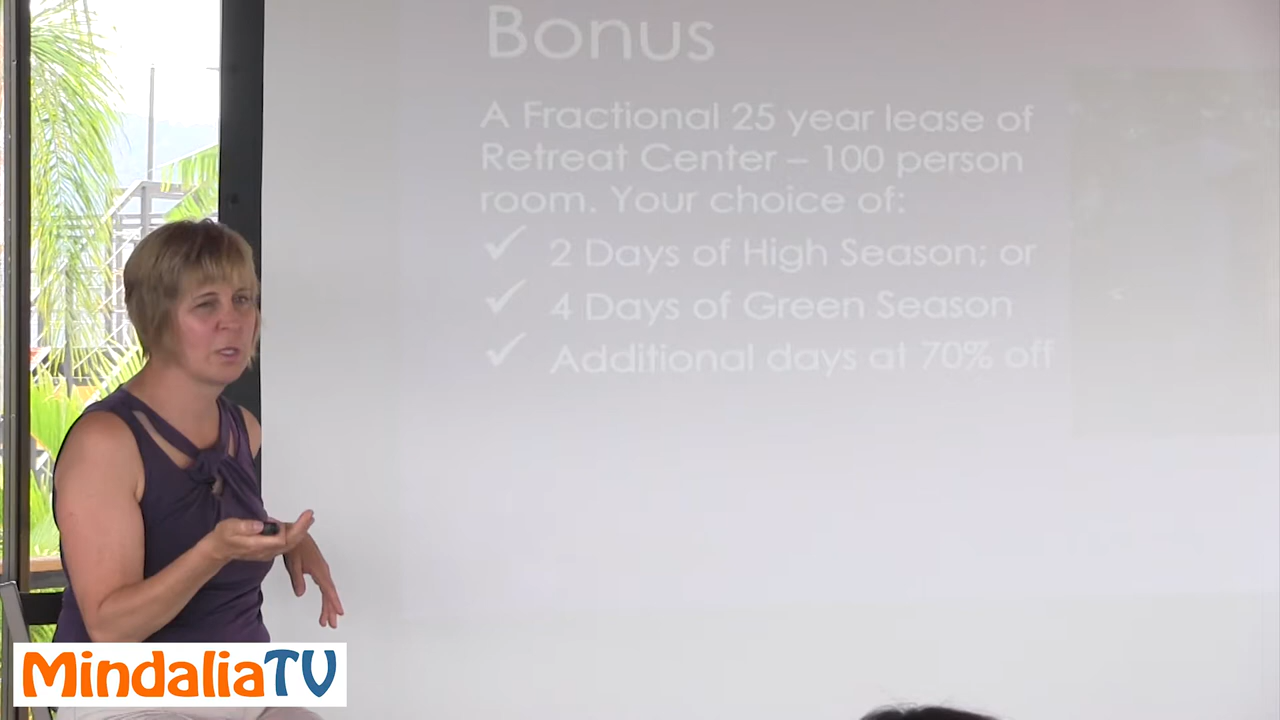 Bonus
A Fractional 25 year lease of
Retreat Center – 100 person
room. Your choice of:
✓ 2 Days of High Season; or
✓ 4 Days of Green Season
✓ Additional days at 70% off
MindaliaTV